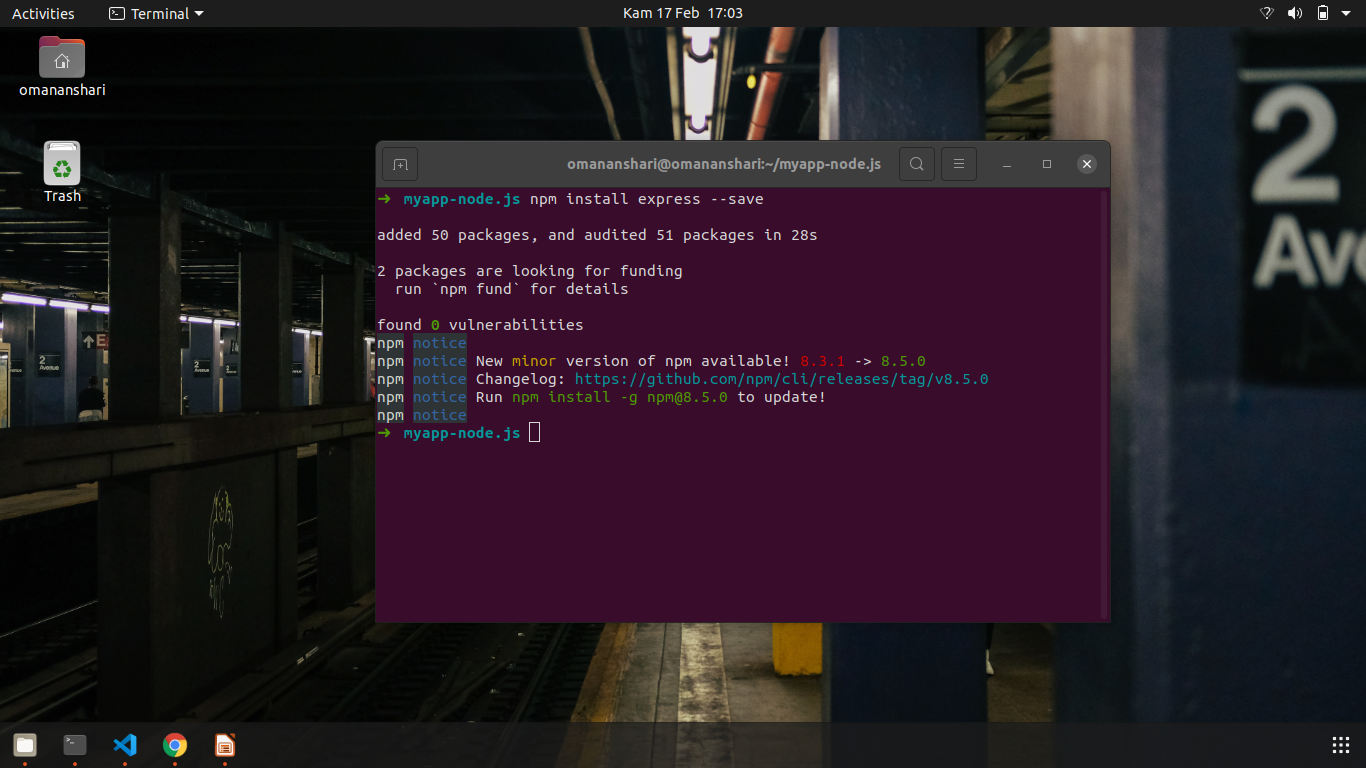 Activities
Terminal
Kam 17 Feb 17:03
omananshari
Trash
omananshari@omananshari:~/myapp-node.js
➜ myapp-node.js npm install express --save
added 50 packages, and audited 51 packages in 28s
2 packages are looking for funding
run `npm fund` for details
found 0 vulnerabilities
npm notice
npm notice New minor version of npm available! 8.3.1 -> 8.5.0
npm notice Changelog: https://github.com/npm/cli/releases/tag/v8.5.0
npm notice Run npm install -g npm@8.5.0 to update!
npm notice
➜ myapp-node.js
2
Avenue
2
Ave